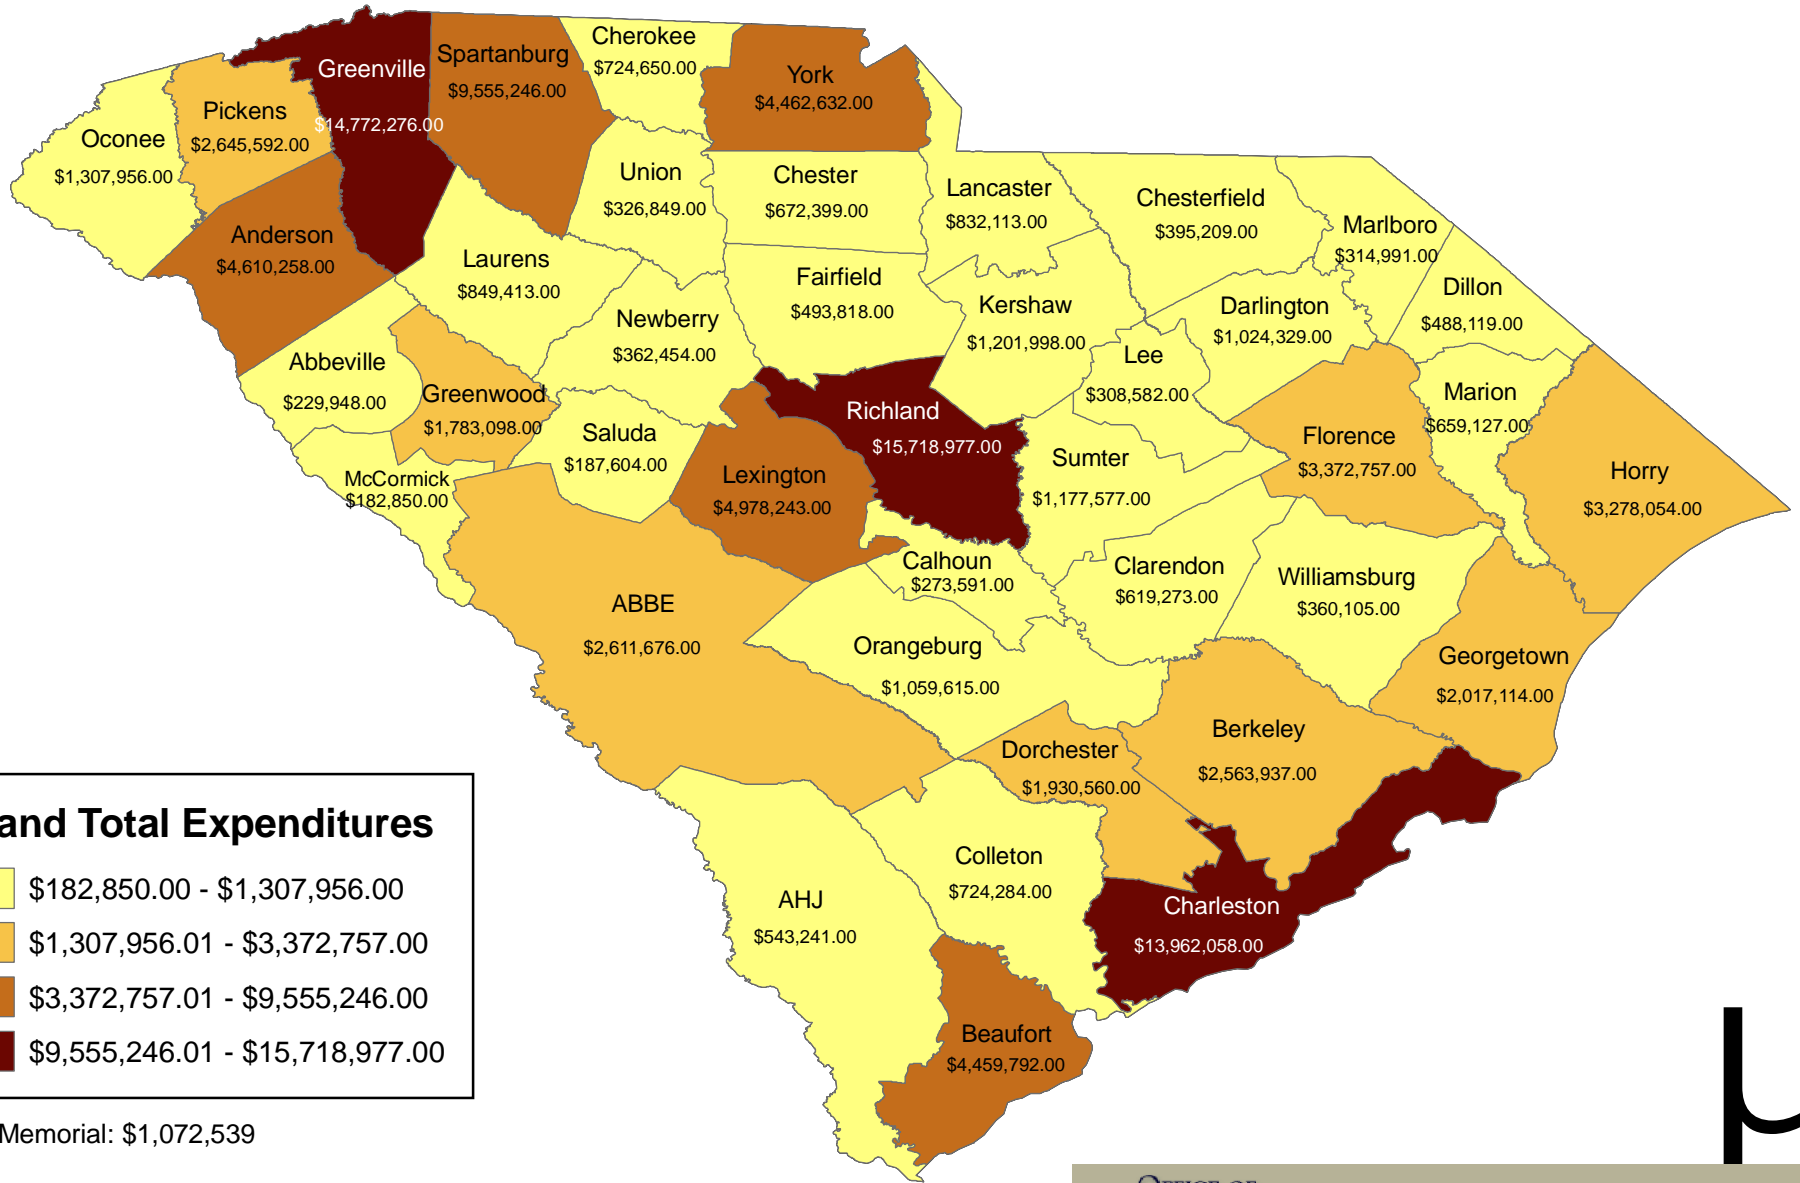 Cherokee
$724,650.00
Spartanburg
$9,555,246.00
Greenville
$14,772,276.00
York
$4,462,632.00
Pickens
$2,645,592.00
Oconee
$1,307,956.00
Union
$326,849.00
Chester
$672,399.00
Lancaster
$832,113.00
Chesterfield
$395,209.00
Marlboro
$314,991.00
Anderson
$4,610,258.00
Laurens
$849,413.00
Fairfield
$493,818.00
Kershaw
$1,201,998.00
Darlington
$1,024,329.00
Dillon
$488,119.00
Newberry
$362,454.00
Lee
$308,582.00
Abbeville
$229,948.00
Greenwood
$1,783,098.00
Marion
$659,127.00
Richland
$15,718,977.00
Saluda
$187,604.00
Florence
$3,372,757.00
Sumter
$1,177,577.00
Horry
$3,278,054.00
McCormick
$182,850.00
Lexington
$4,978,243.00
Calhoun
$273,591.00
Clarendon
$619,273.00
Williamsburg
$360,105.00
ABBE
$2,611,676.00
Orangeburg
$1,059,615.00
Georgetown
$2,017,114.00
Berkeley
$2,563,937.00
Dorchester
$1,930,560.00
Colleton
$724,284.00
AHJ
$543,241.00
Charleston
$13,962,058.00
Beaufort
$4,459,792.00
and Total Expenditures
$182,850.00 - $1,307,956.00
$1,307,956.01 - $3,372,757.00
$3,372,757.01 - $9,555,246.00
$9,555,246.01 - $15,718,977.00
Memorial: $1,072,539
µ
OFFICE OF